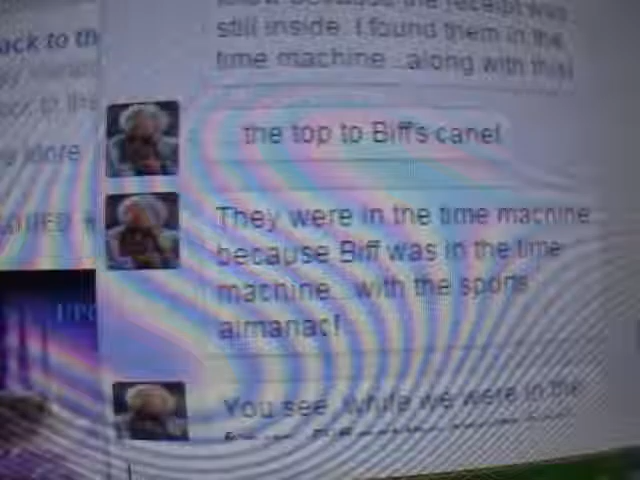 ack to th
still inside. I found them in the
time machine...along with this!
the top to Biff's cane!
more
They were in the time machine
because Biff was in the time
machine...with the sports
almanac!
UPC
You see, while we were in the